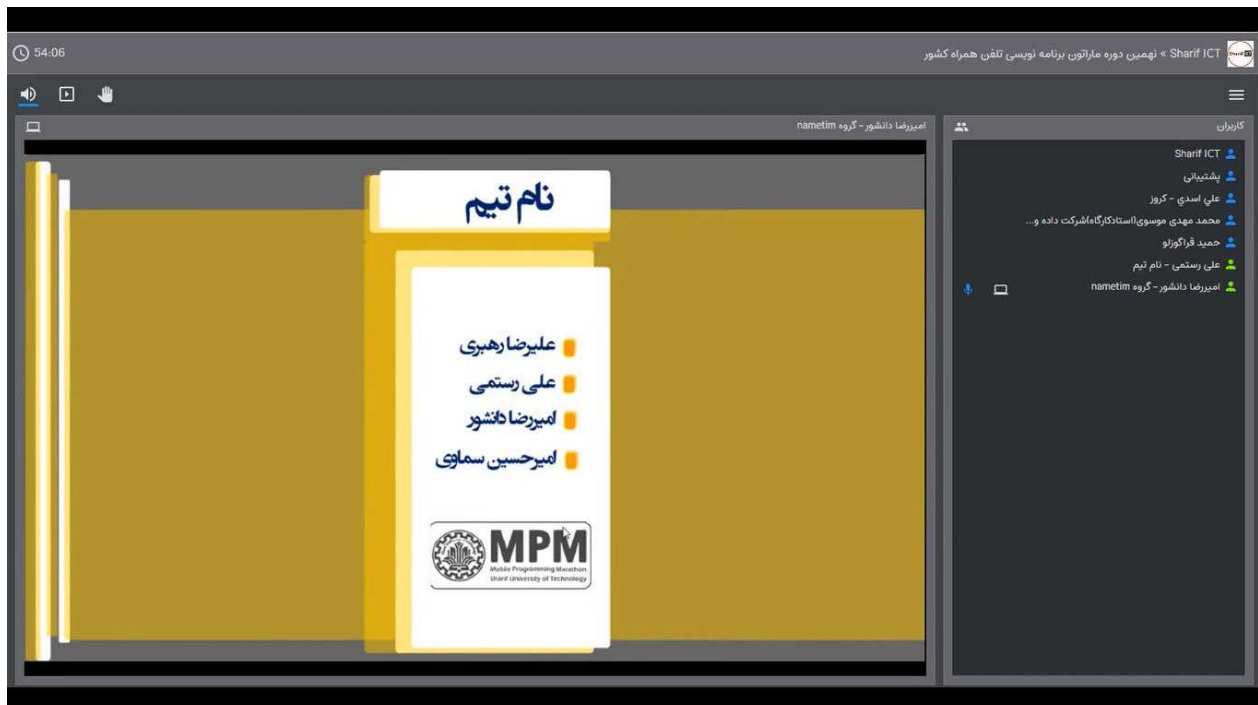 54:06
Sharif ICT » نهمین دوره ماراتون برنامه نویسی تلفن همراه کشور
امیررضا دانشور - گروه nametim
نام تیم
علیرضا رهبری
علی رستمی
امیررضا دانشور
امیرحسین سماوی
MPM
Mobile Programming Marathon
Sharif University of Technology
کاربران
Sharif ICT
پشتیبانی
علي اسدي - کروز
محمد مهدی موسوی(استادکارگاه)شرکت داده و...
حمید قراگوزلو
علی رستمی - نام تیم
امیررضا دانشور - گروه nametim